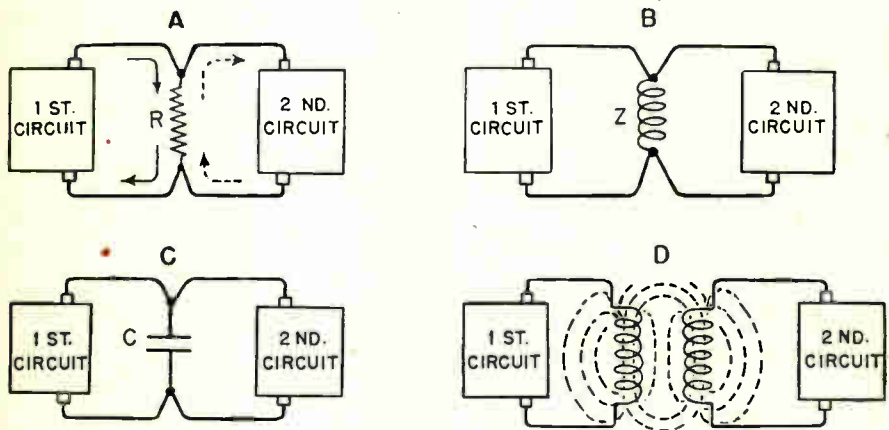 A
1 ST.
CIRCUIT
R
2 ND.
CIRCUIT
B
1 ST.
CIRCUIT
Z
2 ND.
CIRCUIT
C
1 ST.
CIRCUIT
C
2 ND.
CIRCUIT
D
1 ST.
CIRCUIT
2 ND.
CIRCUIT